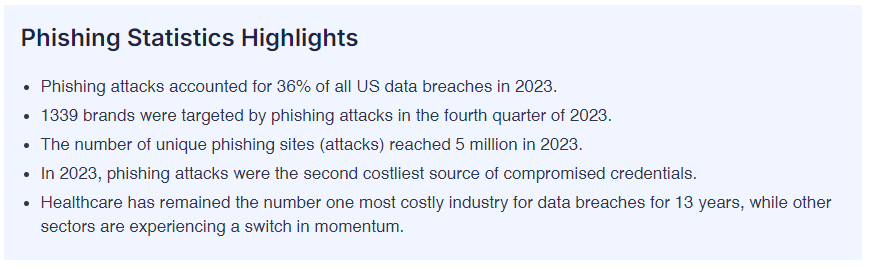 Phishing Statistics Highlights
• Phishing attacks accounted for 36% of all US data breaches in 2023.
• 1339 brands were targeted by phishing attacks in the fourth quarter of 2023.
• The number of unique phishing sites (attacks) reached 5 million in 2023.
• In 2023, phishing attacks were the second costliest source of compromised credentials.
• Healthcare has remained the number one most costly industry for data breaches for 13 years, while other
sectors are experiencing a switch in momentum.